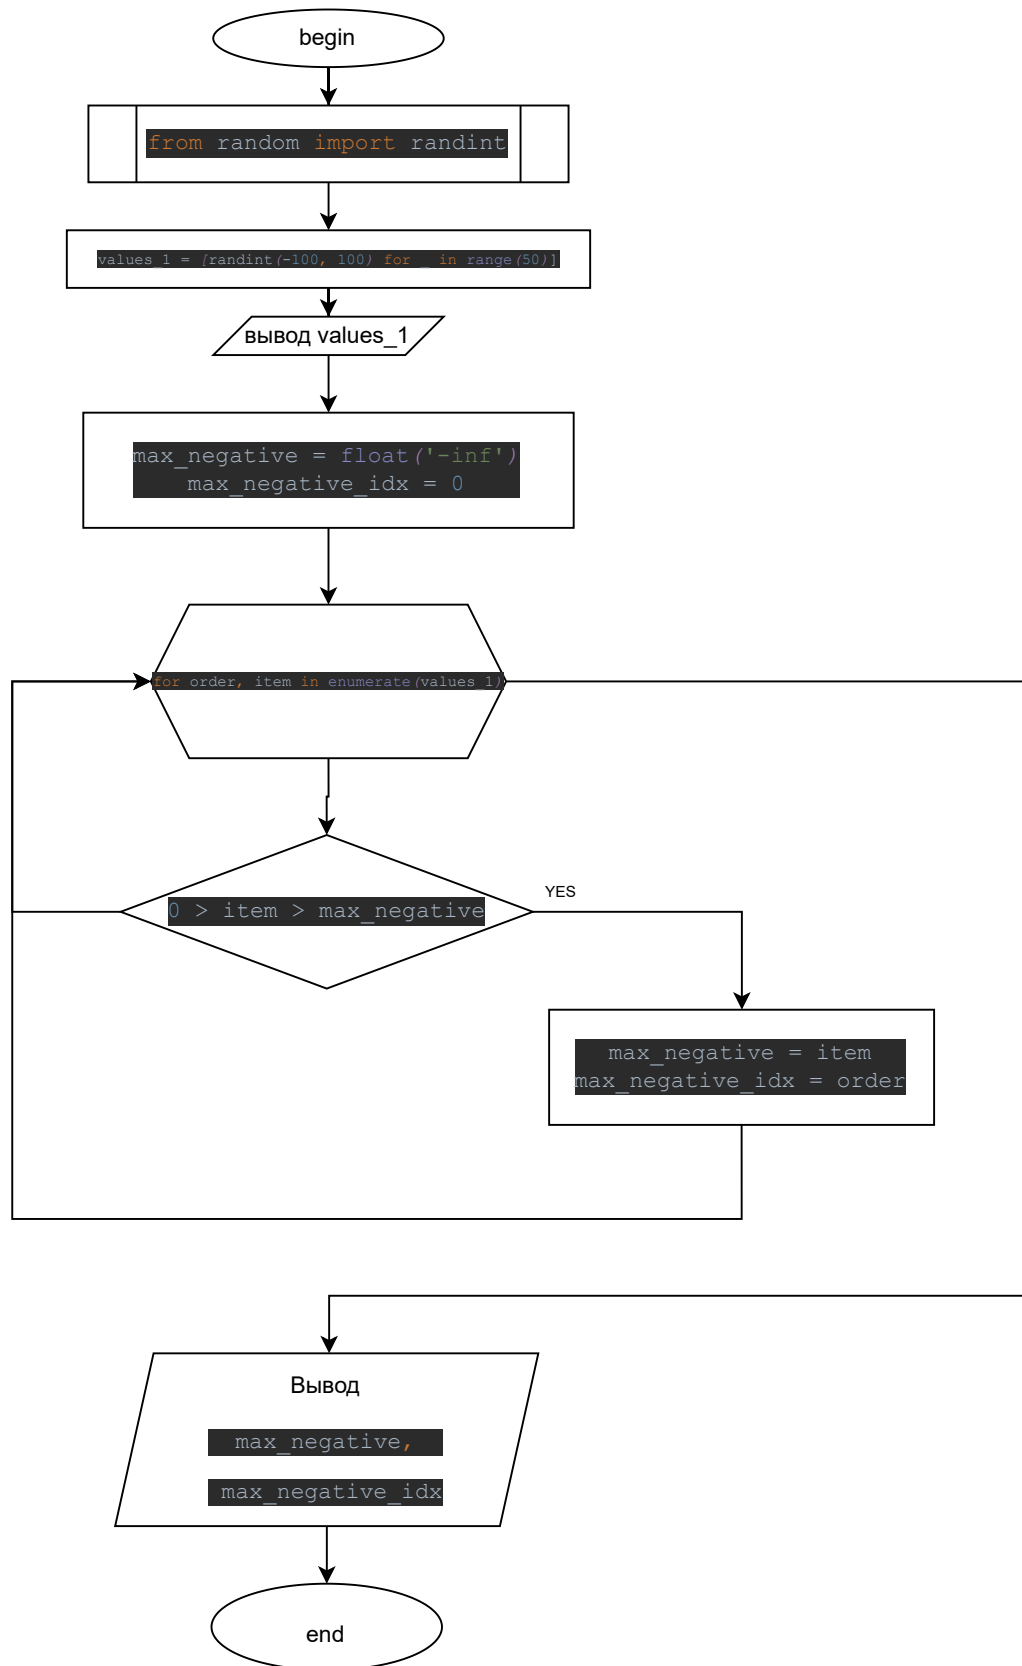 begin
from random import randint
values_1 = [randint(-100, 100) for _ in range(50)]
вывод values_1
max_negative = float('-inf')
max_negative_idx = 0
for order, item in enumerate(values_1)
0 > item > max_negative
YES
max_negative = item
max_negative_idx = order
Вывод
max_negative,
max_negative_idx
end